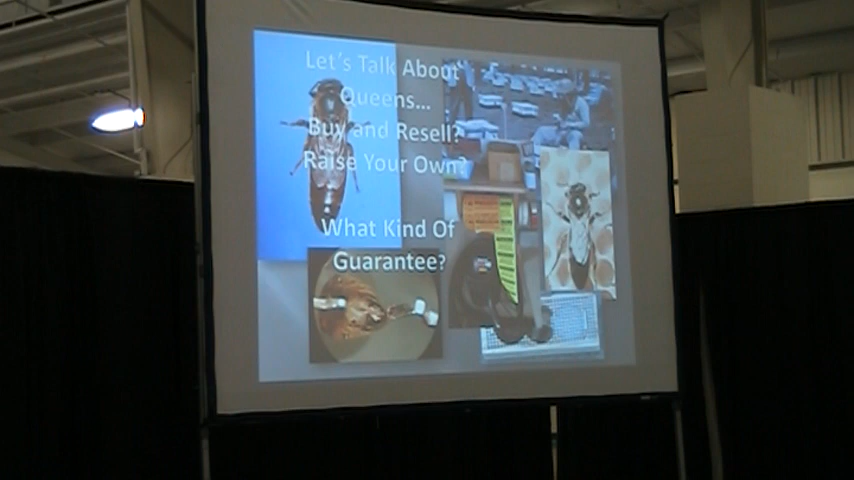 Let's Talk About
Queens...
Buy and Resell?
Raise Your Own?
What Kind Of
Guarantee?